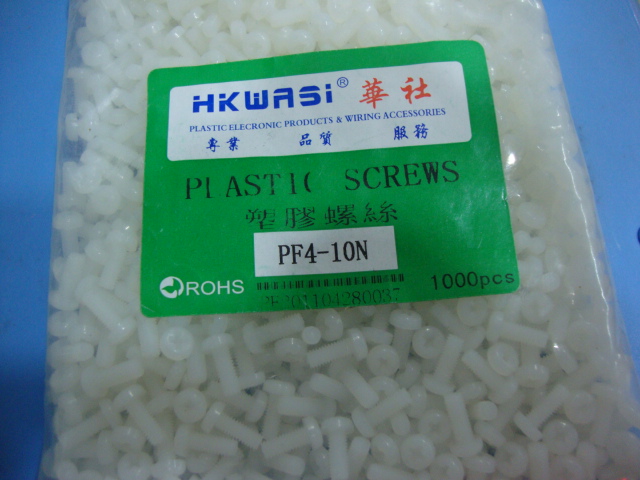 HKWASI® 華社
PLASTIC ELECRONIC PRODUCTS & WIRING ACCESSORIES
專業 品質 服務
PLASTIC SCREWS
塑膠螺絲
PF4-10N
ROHS 1000pcs